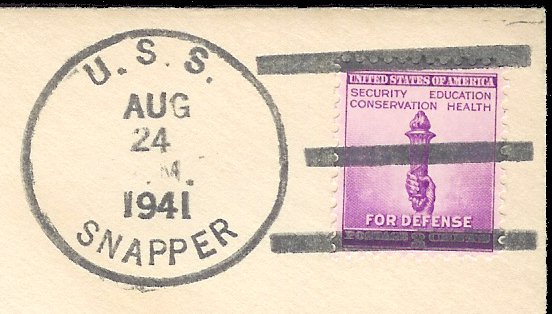 U. S. S.
AUG
24
M.
1941
SNAPPER
UNITED STATES OF AMERICA
SECURITY EDUCATION
CONSERVATION HEALTH
FOR DEFENSE